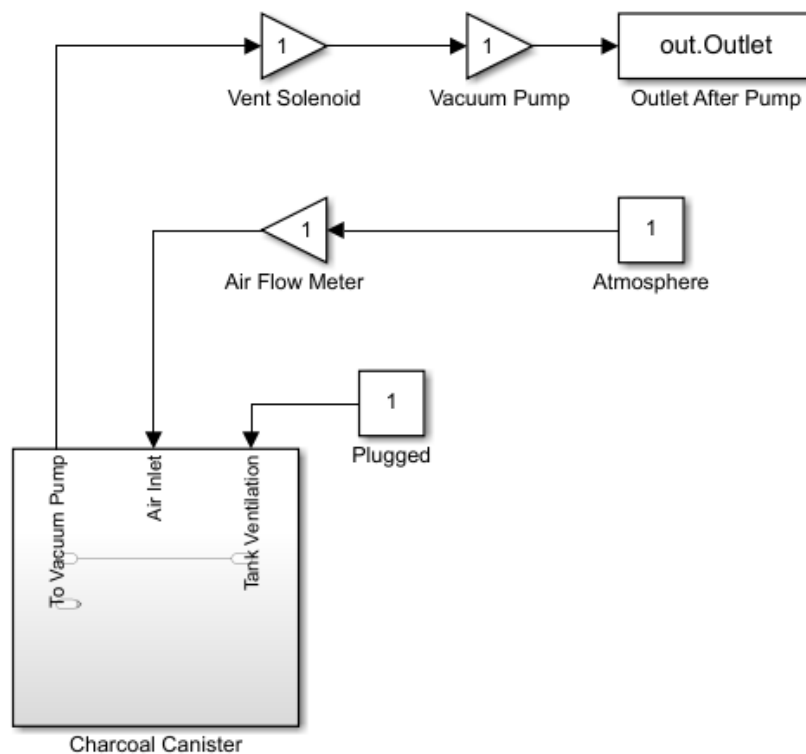 1
Vent Solenoid
1
Vacuum Pump
out.Outlet
Outlet After Pump
1
Air Flow Meter
1
Atmosphere
1
Plugged
To Vacuum Pump
Air Inlet
Tank Ventilation
Charcoal Canister